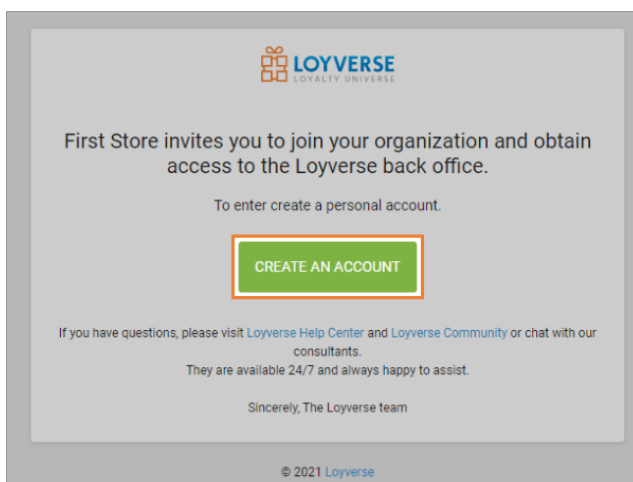 LOYVERSE
LOYALTY UNIVERSE
First Store invites you to join your organization and obtain
access to the Loyverse back office.
To enter create a personal account.
CREATE AN ACCOUNT
If you have questions, please visit Loyverse Help Center and Loyverse Community or chat with our
consultants.
They are available 24/7 and always happy to assist.
Sincerely, The Loyverse team
© 2021 Loyverse